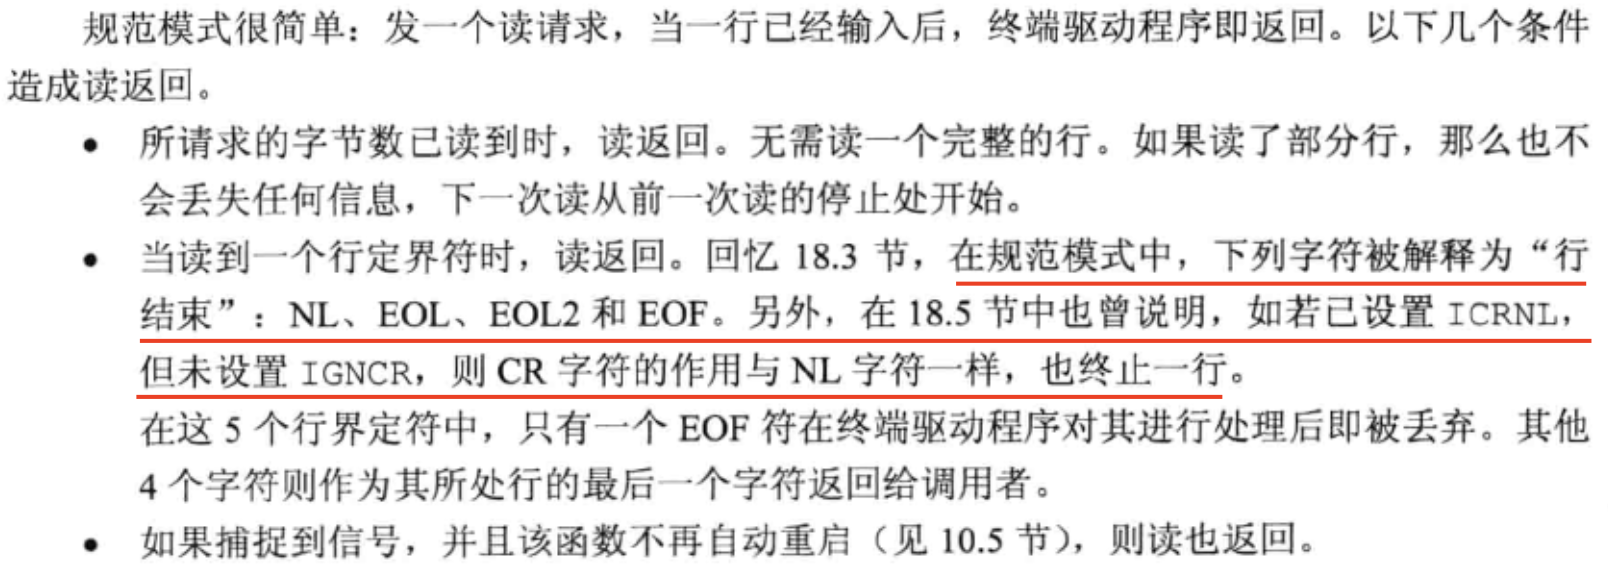 规范模式很简单：发一个读请求，当一行已经输入后，终端驱动程序即返回。以下几个条件
造成读返回。
• 所请求的字节数已读到时，读返回。无需读一个完整的行。如果读了部分行，那么也不
会丢失任何信息，下一次读从前一次读的停止处开始。
• 当读到一个行定界符时，读返回。回忆 18.3 节，在规范模式中，下列字符被解释为“行
结束”：NL、EOL、EOL2 和 EOF。另外，在 18.5 节中也曾说明，如若已设置 ICRNL，
但未设置 IGNCR，则 CR 字符的作用与 NL 字符一样，也终止一行。
在这 5 个行界定符中，只有一个 EOF 符在终端驱动程序对其进行处理后即被丢弃。其他
4 个字符则作为其所处行的最后一个字符返回给调用者。
• 如果捕捉到信号，并且该函数不再自动重启（见 10.5 节），则读也返回。